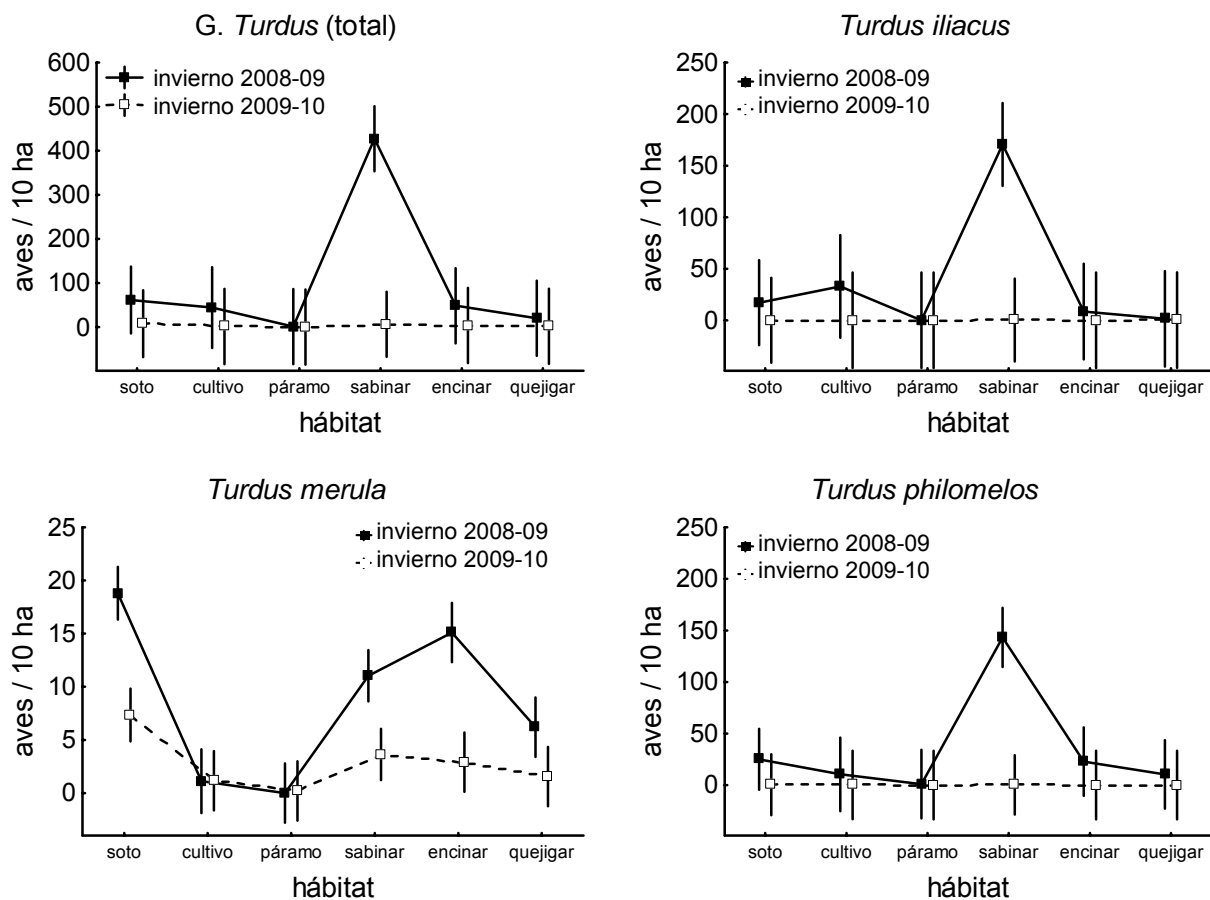 G. Turdus (total)
600
500
400
300
200
100
0
aves / 10 ha
invierno 2008-09
invierno 2009-10
soto cultivo páramo sabinar encinar quejigar
hábitat
Turdus iliacus
250
200
150
100
50
0
aves / 10 ha
invierno 2008-09
invierno 2009-10
soto cultivo páramo sabinar encinar quejigar
hábitat
Turdus merula
25
20
15
10
5
0
aves / 10 ha
invierno 2008-09
invierno 2009-10
soto cultivo páramo sabinar encinar quejigar
hábitat
Turdus philomelos
250
200
150
100
50
0
aves / 10 ha
invierno 2008-09
invierno 2009-10
soto cultivo páramo sabinar encinar quejigar
hábitat